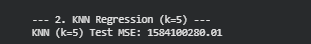 --- 2. KNN Regression (k=5) ---
KNN (k=5) Test MSE: 1584100280.01